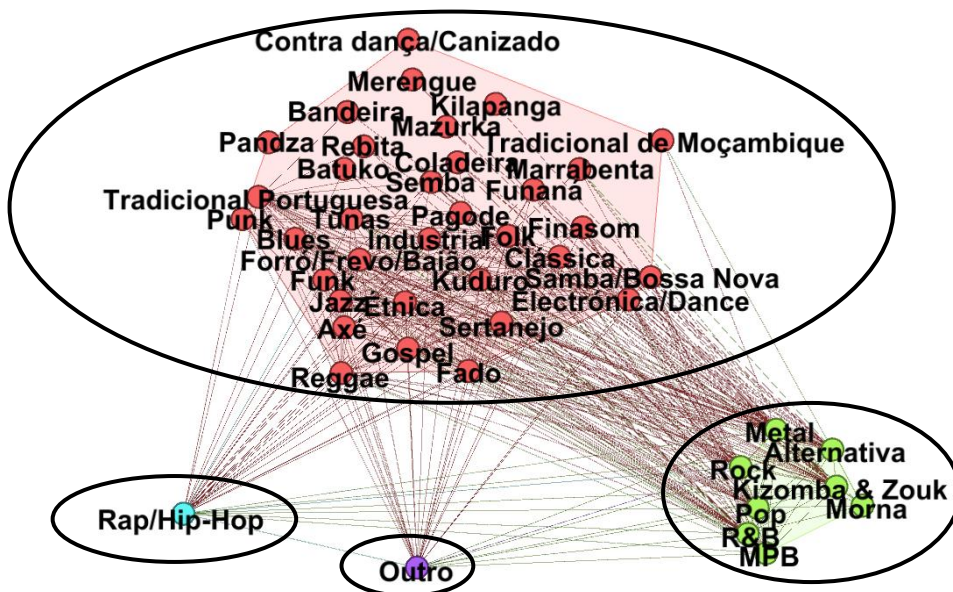 Contra dança/Canizado
Merengue
Kilapanga
Bandeira
Mazurka
Pandza
Rebita
Tradicional de Moçambique
Batuko
Coladeira
Marrabenta
Semba
Funaná
Tradicional Portuguesa
Punk
Tunas
Pagode
Finasom
Blues
Industrial
Folk
Forró/Frevo/Baião
Clássica
Funk
Kuduro
Samba/Bossa Nova
Jazz
Étnica
Electrónica/Dance
Axé
Sertanejo
Gospel
Reggae
Fado
Metal
Alternativa
Rock
Kizomba & Zouk
Pop
Morna
Rap/Hip-Hop
R&B
MPB
Outro